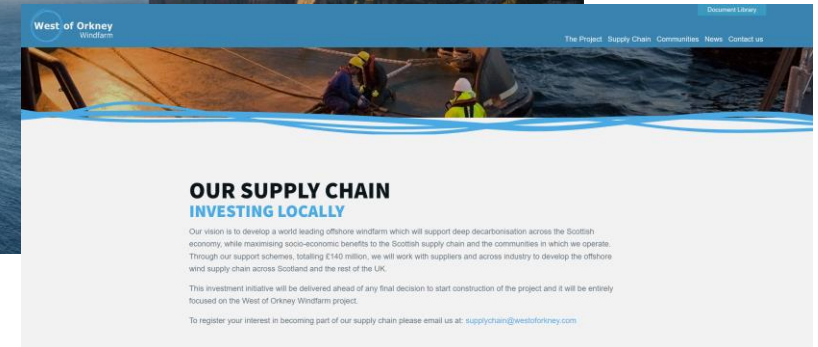 Document Library
West of Orkney
Windfarm
The Project Supply Chain Communities News Contact us
OUR SUPPLY CHAIN
INVESTING LOCALLY
Our vision is to develop a world leading offshore windfarm which will support deep decarbonisation across the Scottish
economy, while maximising socio-economic benefits to the Scottish supply chain and the communities in which we operate.
Through our support schemes, totalling £140 million, we will work with suppliers and across industry to develop the offshore
wind supply chain across Scotland and the rest of the UK.
This investment initiative will be delivered ahead of any final decision to start construction of the project and it will be entirely
focused on the West of Orkney Windfarm project.
To register your interest in becoming part of our supply chain please email us at: supplychain@westoforkney.com